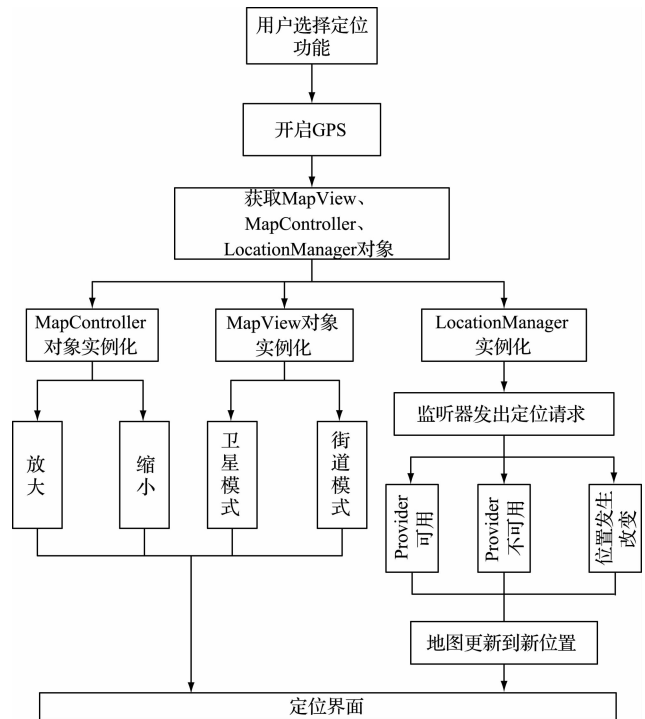 用户选择定位
功能
开启GPS
获取MapView、
MapController、
LocationManager对象
MapController
对象实例化
MapView对象
实例化
LocationManager
实例化
放大
缩小
卫星模式
街道模式
监听器发出定位请求
Provider
可用
Provider
不可用
位置发生
改变
地图更新到新位置
定位界面